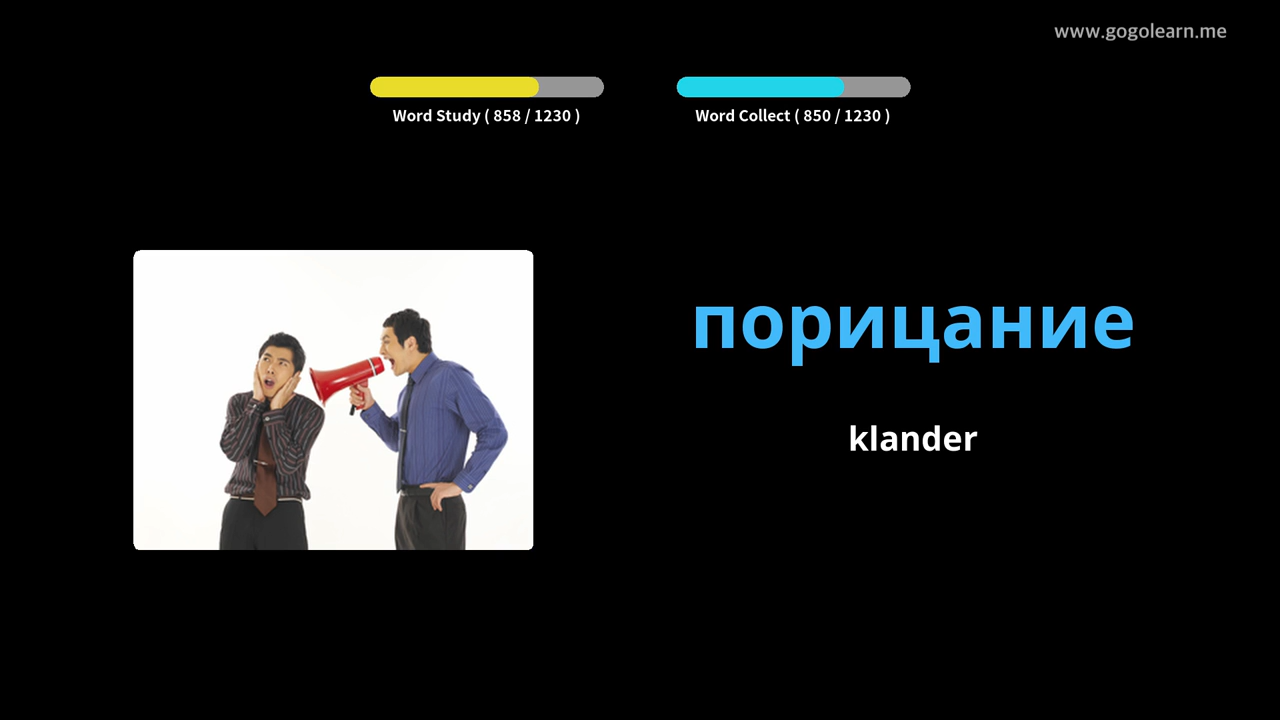 www.gogolearn.me
Word Study ( 858 / 1230 )
Word Collect ( 850 / 1230 )
порицание
klander